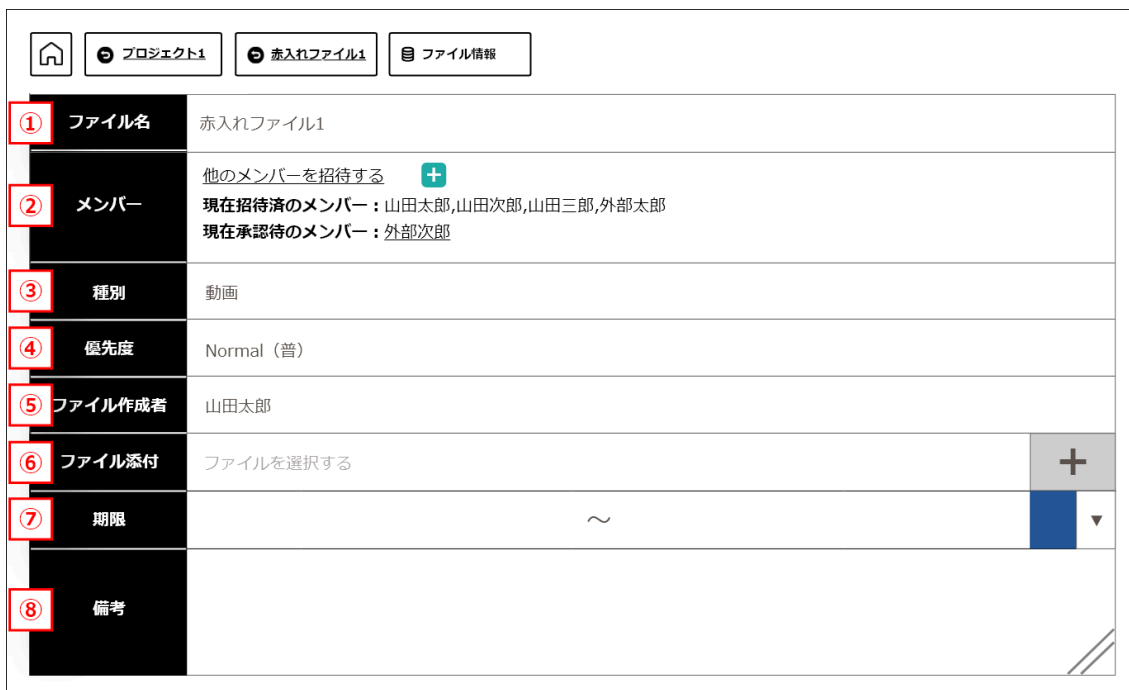 プロジェクト1 赤入れファイル1 ファイル情報
① ファイル名 赤入れファイル1
他のメンバーを招待する
② メンバー 現在招待済のメンバー：山田太郎,山田次郎,山田三郎,外部太郎
現在承認待のメンバー：外部次郎
③ 種別 動画
④ 優先度 Normal（普）
⑤ ファイル作成者 山田太郎
⑥ ファイル添付 ファイルを選択する
⑦ 期限 ～
⑧ 備考